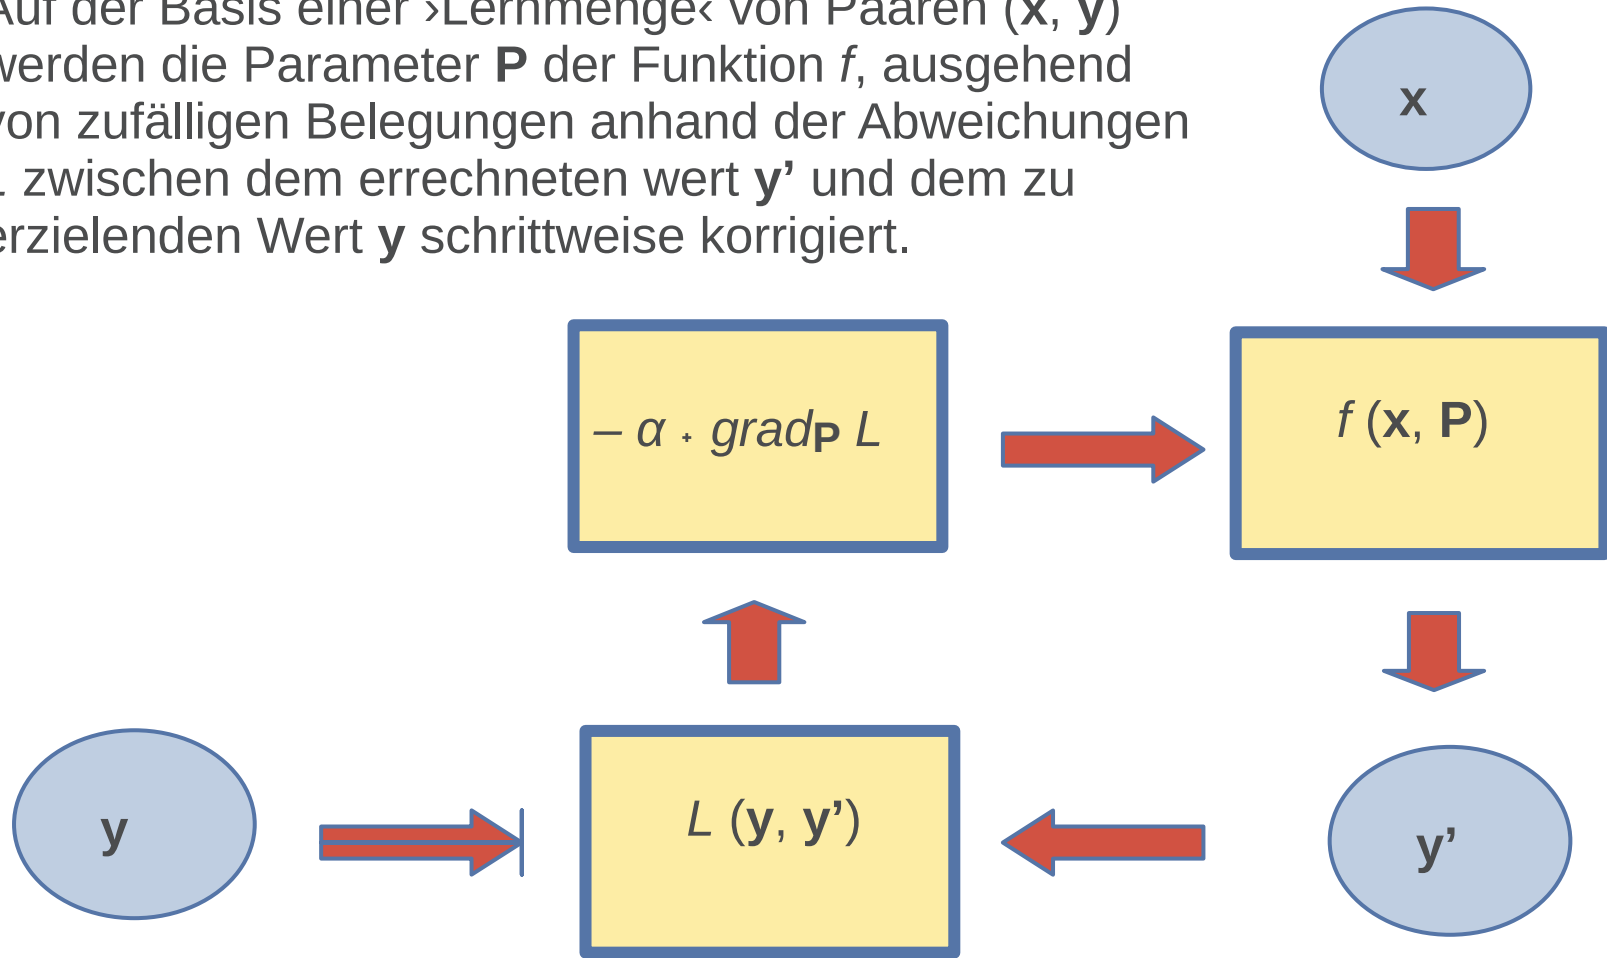 Auf der Basis einer ›Lernmenge‹ von Paaren (x, y)
werden die Parameter P der Funktion f, ausgehend
von zufälligen Belegungen anhand der Abweichungen
L zwischen dem errechneten wert y’ und dem zu
erzielenden Wert y schrittweise korrigiert.
x
– α · gradP L
f (x, P)
y
L (y, y’)
y’